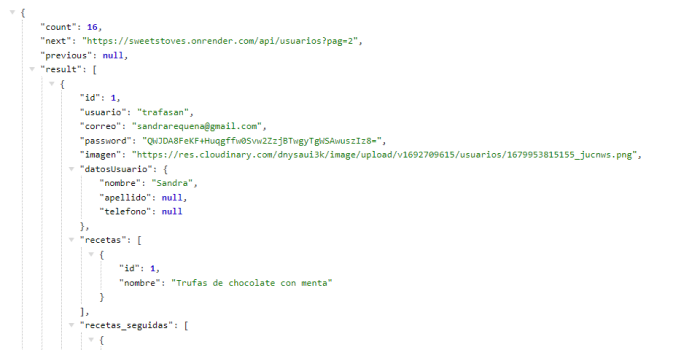 {
"count": 16,
"next": "https://sweetstoves.onrender.com/api/usuarios?pag=2",
"previous": null,
"result": [
{
"id": 1,
"usuario": "trafasan",
"correo": "sandrarequena@gmail.com",
"password": "QWJDA8FeKF+Huqgffw0Svw2ZzjBTwgyTgWSAwuszIz8=",
"imagen": "https://res.cloudinary.com/dnysaui3k/image/upload/v1692709615/usuarios/1679953815155_jucnws.png",
"datosUsuario": {
"nombre": "Sandra",
"apellido": null,
"telefono": null
},
"recetas": [
{
"id": 1,
"nombre": "Trufas de chocolate con menta"
}
],
"recetas_seguidas": [
{